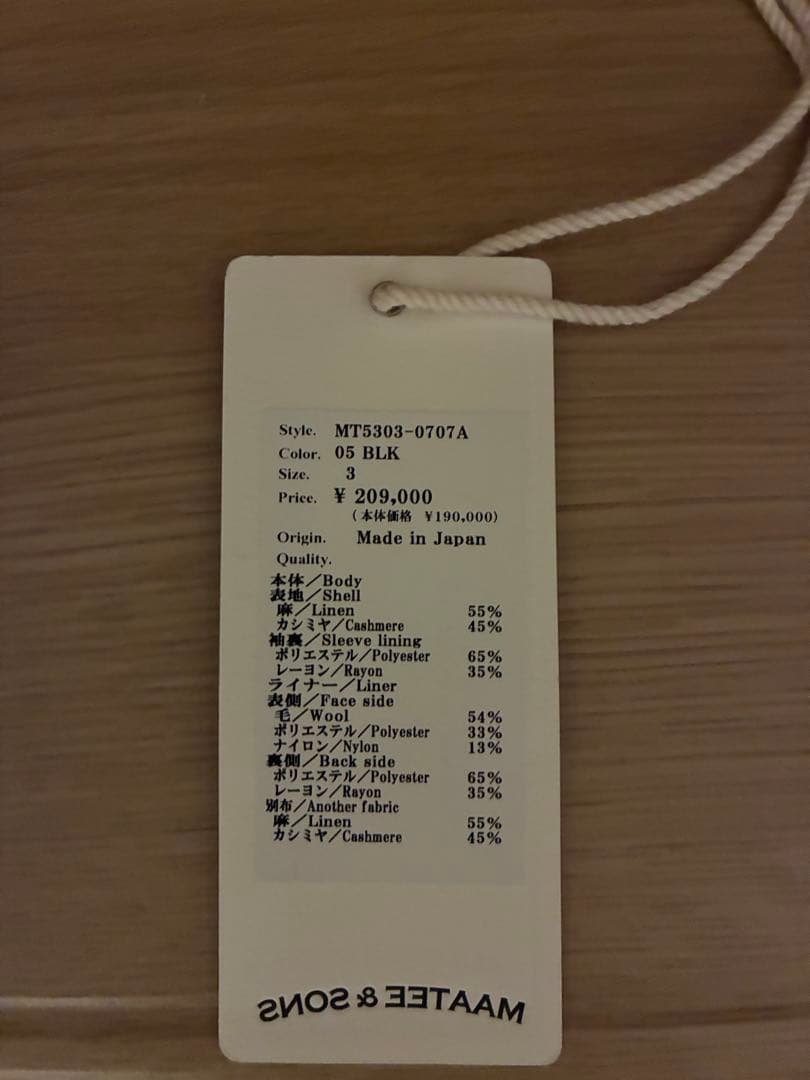 Style. MT5303-0707A
Color. 05 BLK
Size. 3
Price. ¥ 209,000
(本体価格 ¥190,000)
Origin. Made in Japan
Quality.
本体/Body
表地/Shell
麻/Linen 55%
カシミヤ/Cashmere 45%
袖裏/Sleeve lining
ポリエステル/Polyester 65%
レーヨン/Rayon 35%
ライナー/Liner
表側/Face side
毛/Wool 54%
ポリエステル/Polyester 33%
ナイロン/Nylon 13%
裏側/Back side
ポリエステル/Polyester 65%
レーヨン/Rayon 35%
別布/Another fabric
麻/Linen 55%
カシミヤ/Cashmere 45%
MAATEE & SONS